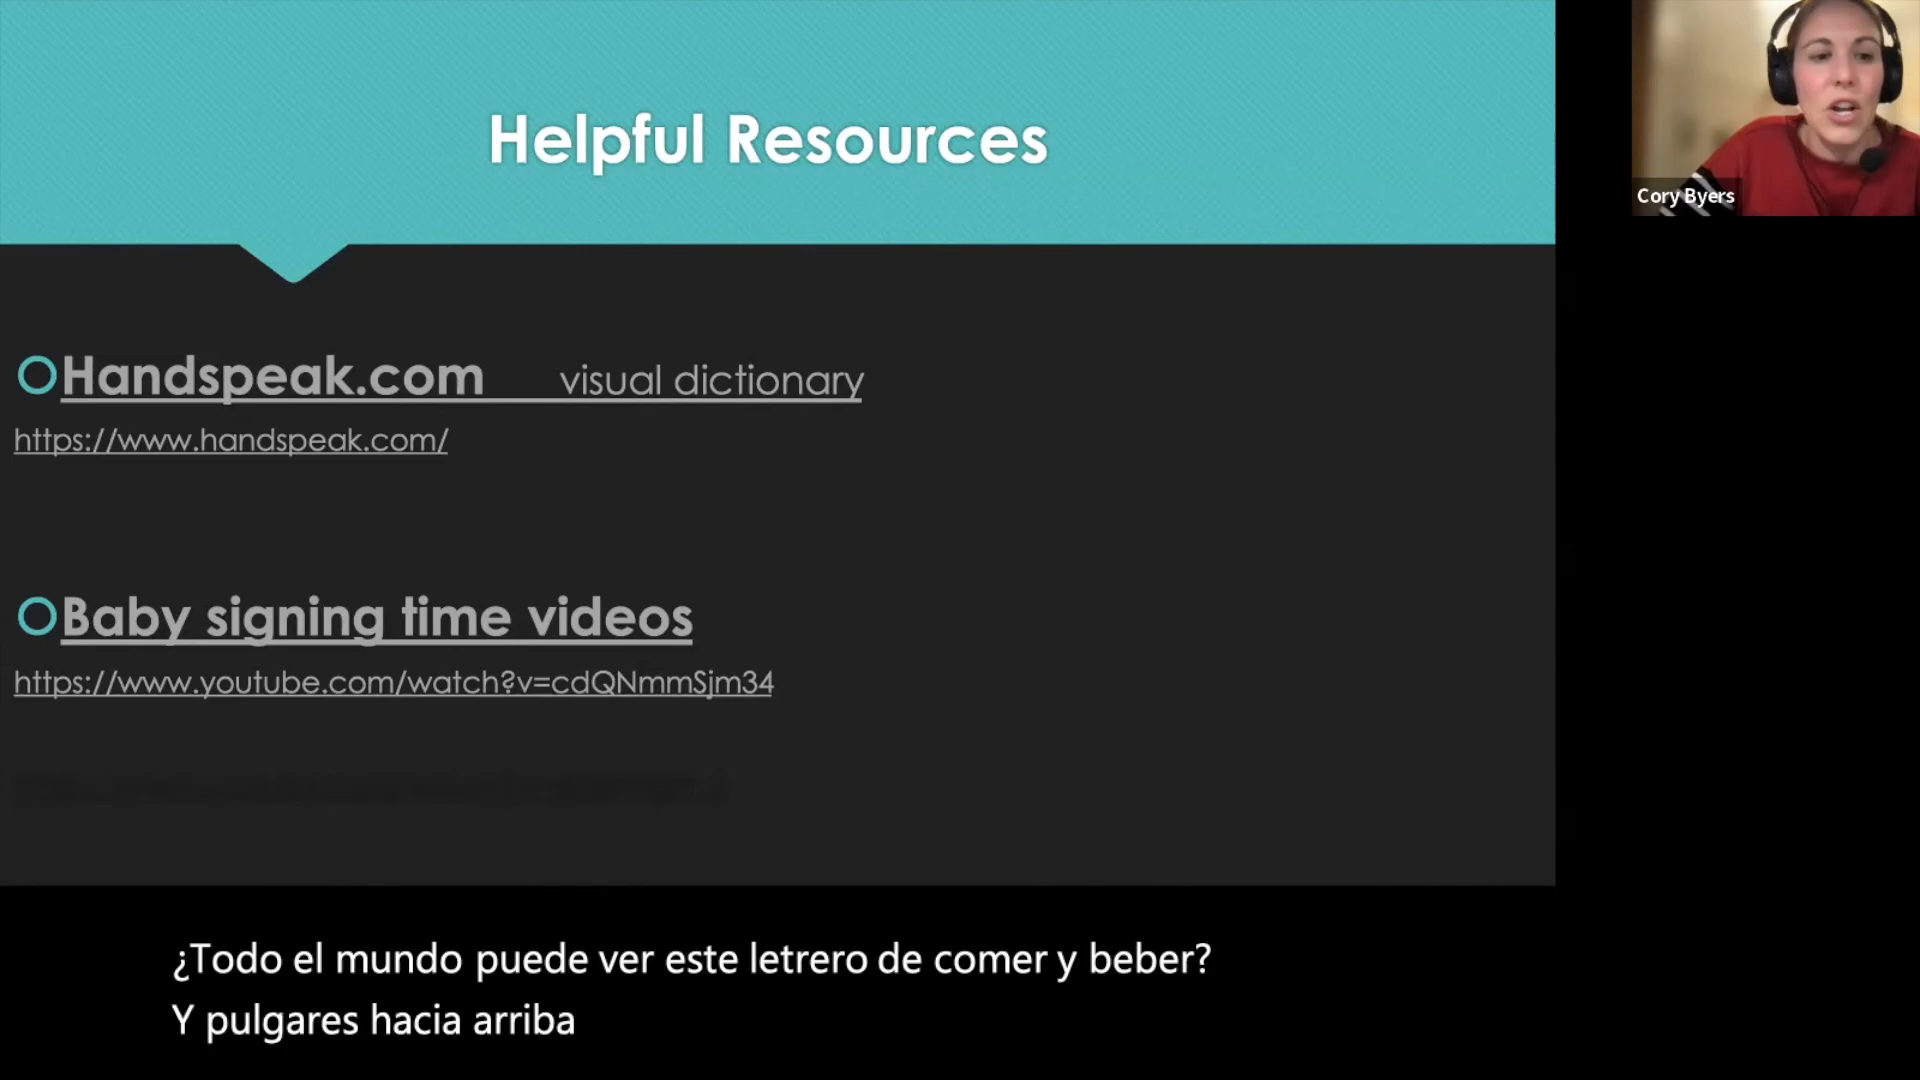 Helpful Resources
Handspeak.com visual dictionary
https://www.handspeak.com/
Baby signing time videos
https://www.youtube.com/watch?v=cdQNmmSjm34
Cory Byers
¿Todo el mundo puede ver este letrero de comer y beber?
Y pulgares hacia arriba